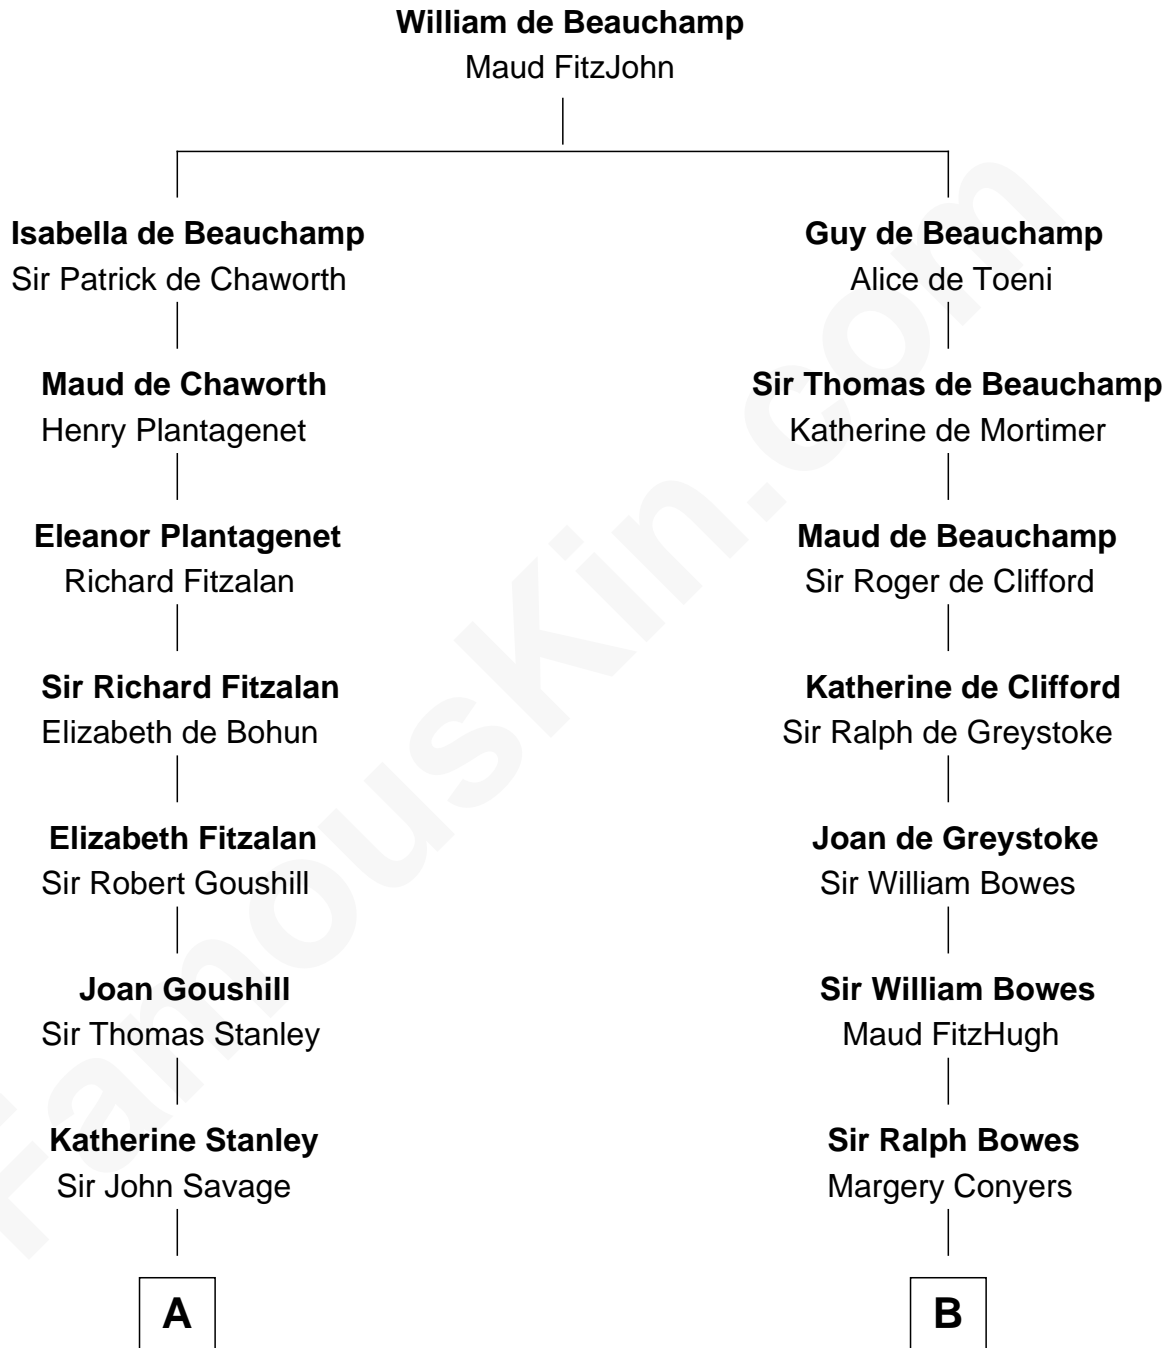 William de Beauchamp
Maud FitzJohn
Isabella de Beauchamp
Sir Patrick de Chaworth
Guy de Beauchamp
Alice de Toeni
Maud de Chaworth
Henry Plantagenet
Sir Thomas de Beauchamp
Katherine de Mortimer
Eleanor Plantagenet
Richard Fitzalan
Maud de Beauchamp
Sir Roger de Clifford
Sir Richard Fitzalan
Elizabeth de Bohun
Katherine de Clifford
Sir Ralph de Greystoke
Elizabeth Fitzalan
Sir Robert Goushill
Joan de Greystoke
Sir William Bowes
Joan Goushill
Sir Thomas Stanley
Sir William Bowes
Maud FitzHugh
Katherine Stanley
Sir John Savage
Sir Ralph Bowes
Margery Conyers
A
B
FamousKin.com